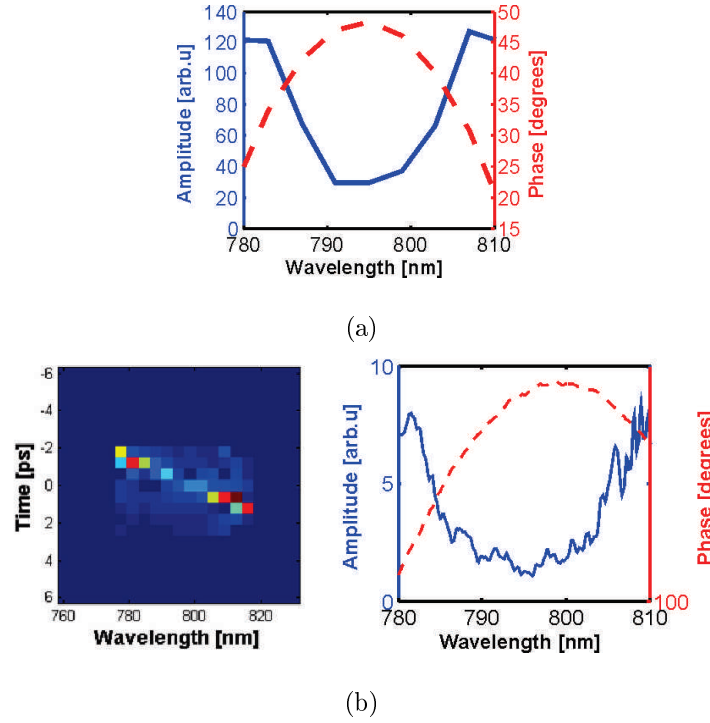 140
120
100
80
60
40
20
0
Amplitude [arb.u]
50
45
40
35
30
25
20
15
Phase [degrees]
780 790 800 810
Wavelength [nm]
(a)
-6
-4
-2
0
2
4
6
Time [ps]
760 780 800 820
Wavelength [nm]
10
5
0
Amplitude [arb.u]
100
Phase [degrees]
780 790 800 810
Wavelength [nm]
(b)